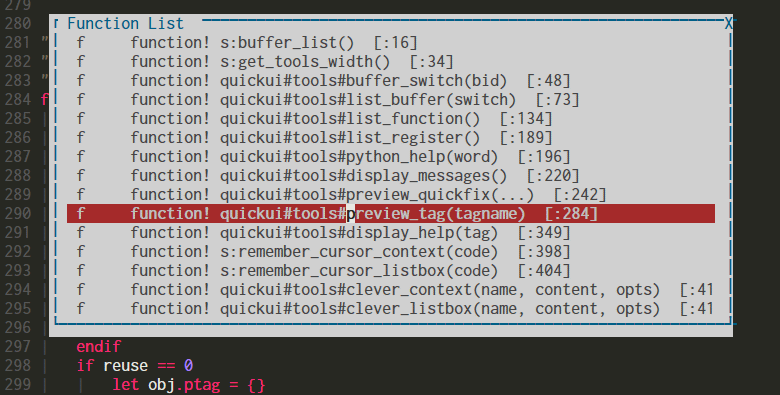 279
280 Function List X
281 " f function! s:buffer_list() [:16]
282 " f function! s:get_tools_width() [:34]
283 " f function! quickui#tools#buffer_switch(bid) [:48]
284 f f function! quickui#tools#list_buffer(switch) [:73]
285 f function! quickui#tools#list_function() [:134]
286 f function! quickui#tools#list_register() [:189]
287 f function! quickui#tools#python_help(word) [:196]
288 f function! quickui#tools#display_messages() [:220]
289 f function! quickui#tools#preview_quickfix(...) [:242]
290 f function! quickui#tools#preview_tag(tagname) [:284]
291 f function! quickui#tools#display_help(tag) [:349]
292 f function! s:remember_cursor_context(code) [:398]
293 f function! s:remember_cursor_listbox(code) [:404]
294 f function! quickui#tools#clever_context(name, content, opts) [:41
295 f function! quickui#tools#clever_listbox(name, content, opts) [:41
296
297 endif
298 if reuse == 0
299 let obj.ptag = {}